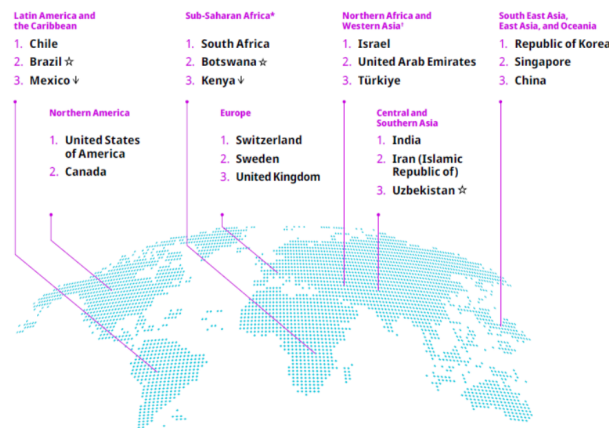 Latin America and
the Caribbean
1. Chile
2. Brazil ☆
3. Mexico ↓
Sub-Saharan Africa*
1. South Africa
2. Botswana ☆
3. Kenya ↓
Northern Africa and
Western Asia†
1. Israel
2. United Arab Emirates
3. Türkiye
South East Asia,
East Asia, and Oceania
1. Republic of Korea
2. Singapore
3. China
Northern America
1. United States
of America
2. Canada
Europe
1. Switzerland
2. Sweden
3. United Kingdom
Central and
Southern Asia
1. India
2. Iran (Islamic
Republic of)
3. Uzbekistan ☆